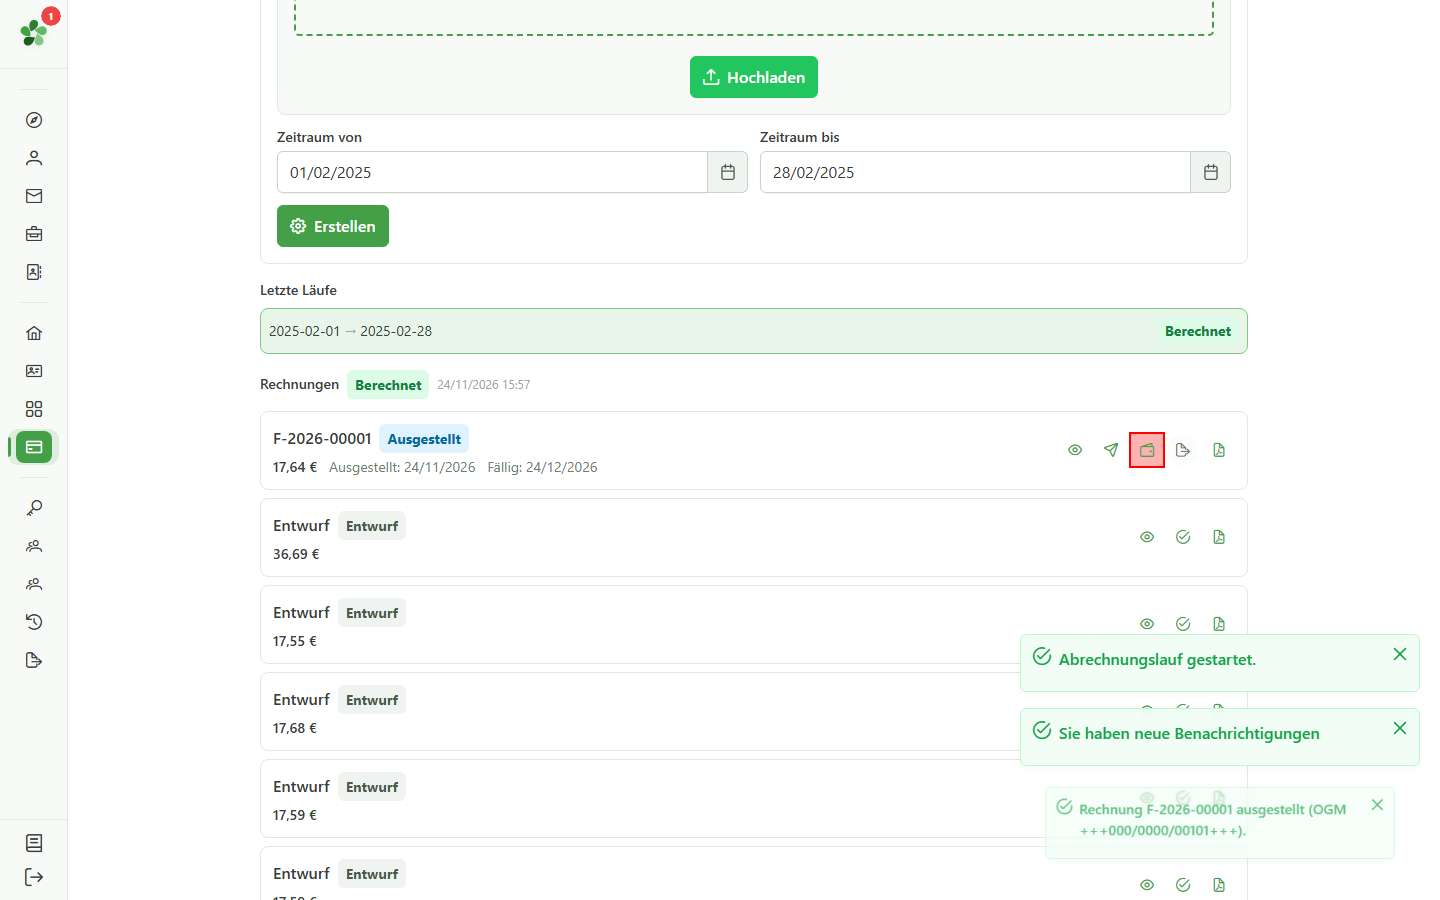 1
Hochladen
Zeitraum von
Zeitraum bis
01/02/2025
28/02/2025
Erstellen
Letzte Läufe
2025-02-01 → 2025-02-28
Berechnet
Rechnungen Berechnet 24/11/2026 15:57
F-2026-00001 Ausgestellt
17,64 € Ausgestellt: 24/11/2026 Fällig: 24/12/2026
Entwurf Entwurf
36,69 €
Entwurf Entwurf
17,55 €
Abrechnungslauf gestartet.
Entwurf Entwurf
17,68 €
Sie haben neue Benachrichtigungen
Entwurf Entwurf
17,59 €
Rechnung F-2026-00001 ausgestellt (OGM
+++000/0000/00101+++).
Entwurf Entwurf